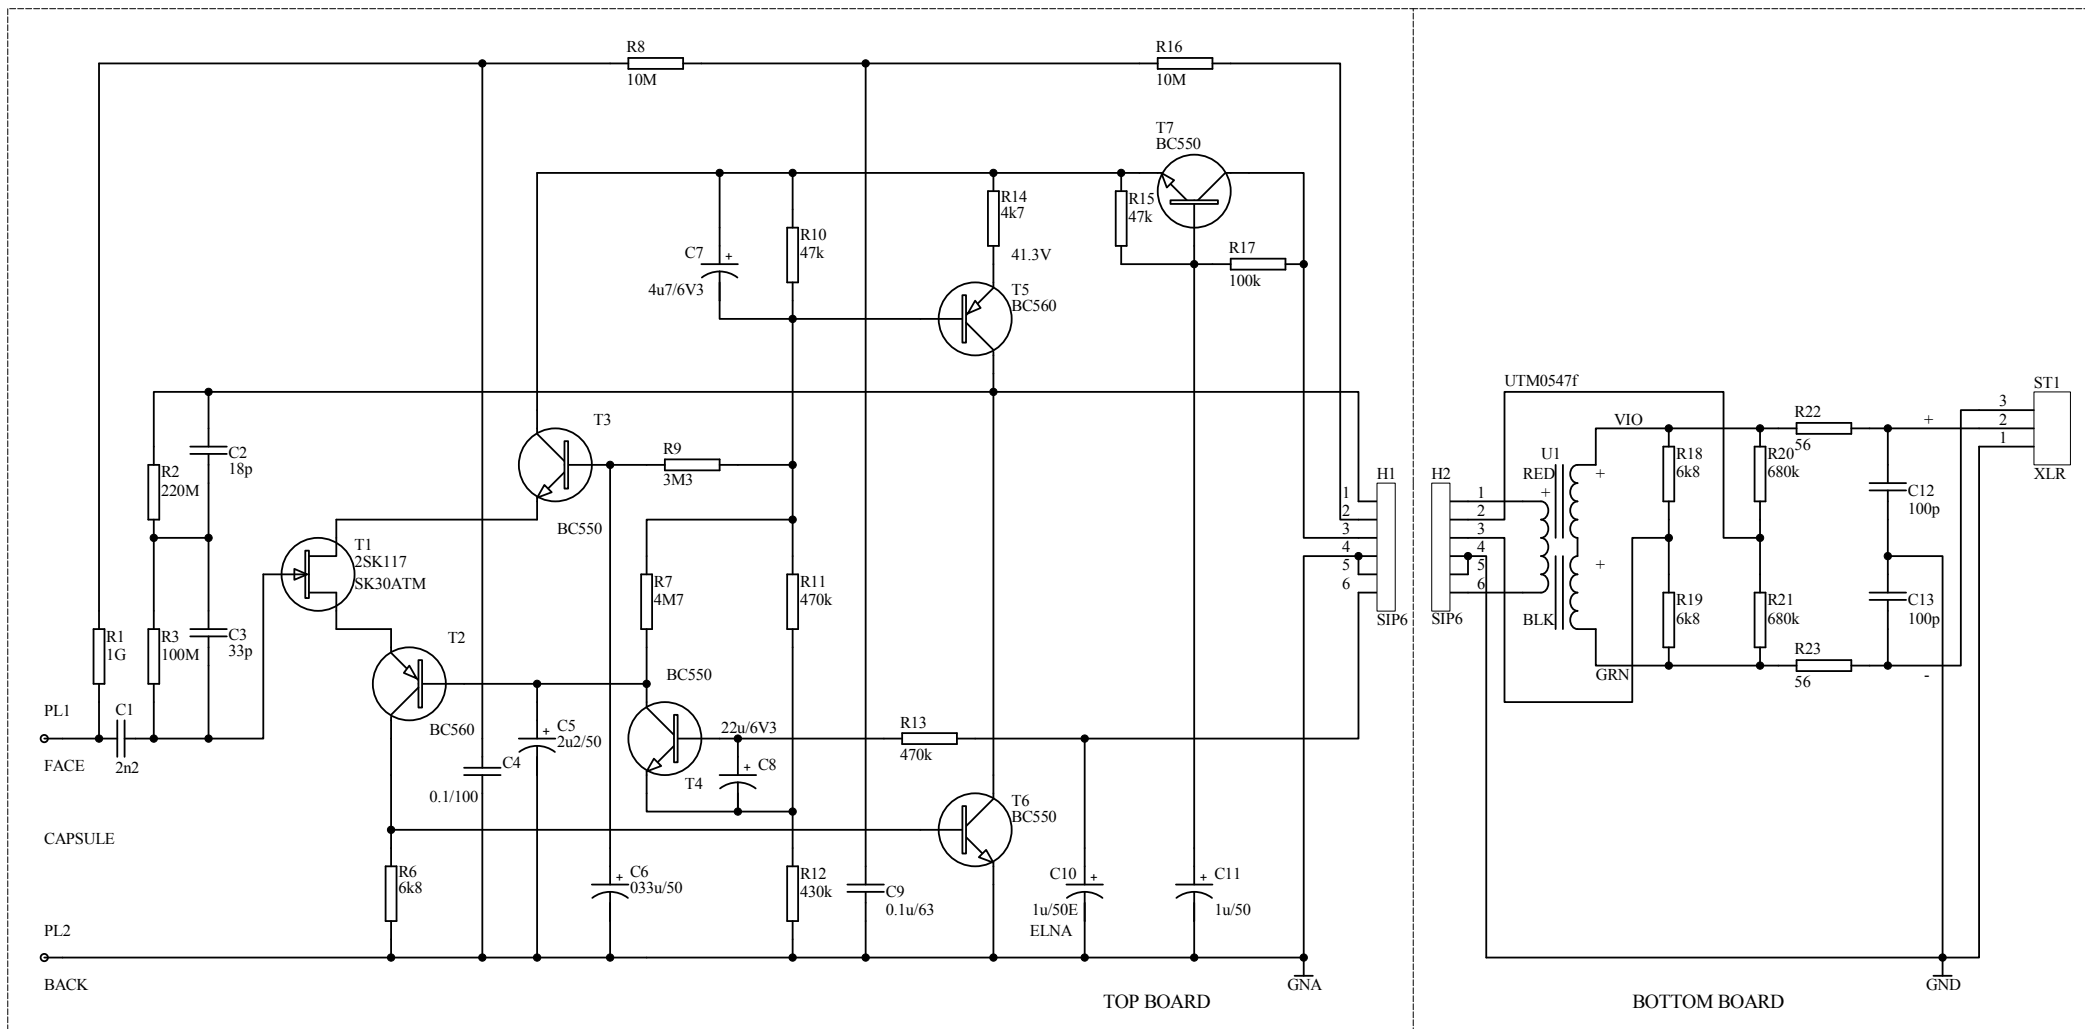 R8
10M
R16
10M
T7
BC550
R14
4k7
R15
47k
R10
47k
C7
+
4u7/6V3
41.3V
R17
100k
T5
BC560
UTM0547f
ST1
3
2
1
XLR
T3
R9
3M3
BC550
C2
18p
R2
220M
VIO
R22
56
+
H1
1
2
3
4
5
6
SIP6
H2
1
2
3
4
5
6
SIP6
U1
RED
+
+
+
BLK
GRN
R18
6k8
R20
680k
C12
100p
R19
6k8
R21
680k
C13
100p
R23
56
-
T1
2SK117
SK30ATM
R7
4M7
R11
470k
R1
1G
R3
100M
C3
33p
T2
BC550
BC560
PL1
FACE
C1
2n2
C5
+
2u2/50
22u/6V3
R13
470k
C4
0.1/100
T4
+
C8
T6
BC550
CAPSULE
R6
6k8
C6
+
033u/50
R12
430k
C9
0.1u/63
C10
+
1u/50E
ELNA
C11
+
1u/50
PL2
BACK
GNA
GND
TOP BOARD
BOTTOM BOARD